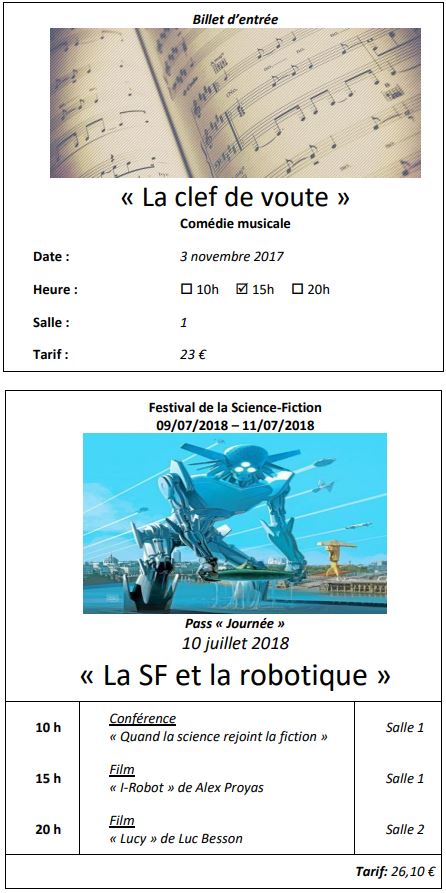 Billet d’entrée
« La clef de voute »
Comédie musicale
Date : 3 novembre 2017
Heure : ☐ 10h ☑ 15h ☐ 20h
Salle : 1
Tarif : 23 €
Festival de la Science-Fiction
09/07/2018 – 11/07/2018
Pass « Journée »
10 juillet 2018
« La SF et la robotique »
10 h Conférence Salle 1
« Quand la science rejoint la fiction »
15 h Film Salle 1
« I-Robot » de Alex Proyas
20 h Film Salle 2
« Lucy » de Luc Besson
Tarif: 26,10 €